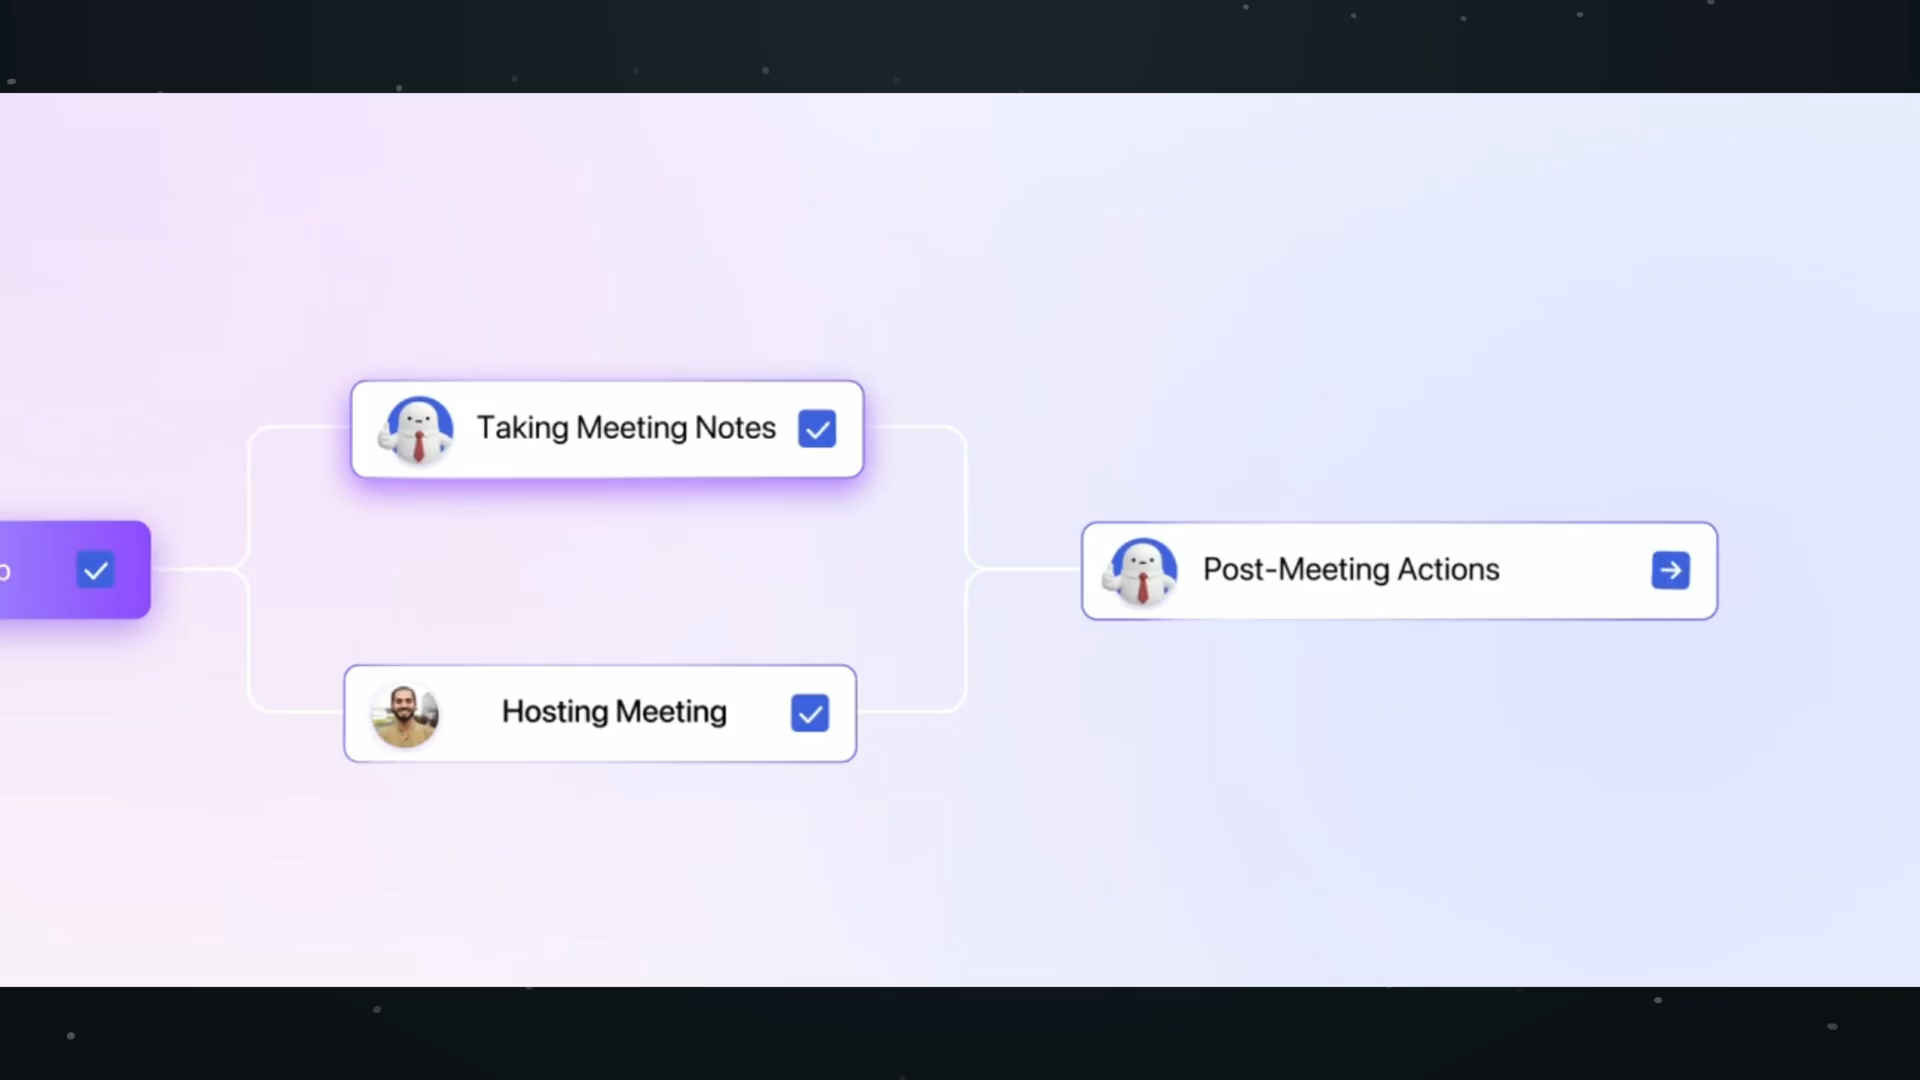 Taking Meeting Notes
Hosting Meeting
Post-Meeting Actions